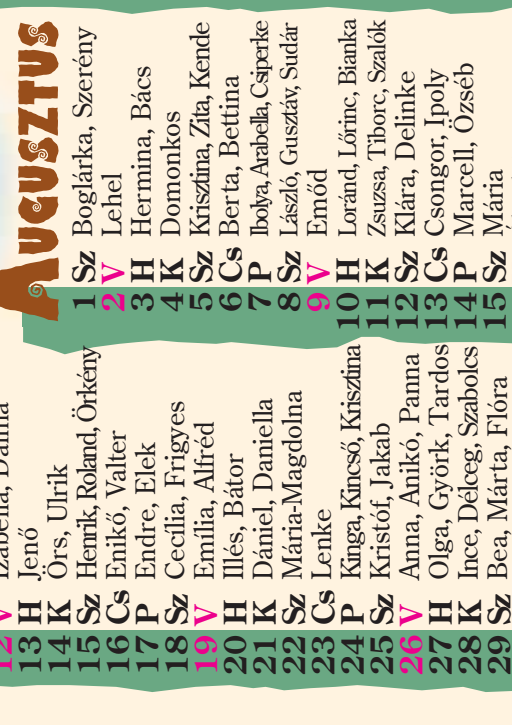 12 V Izabella, Dalma
13 H Jenő
14 K Örs, Ulrik
15 Sz Henrik, Roland, Örkény
16 Cs Enikő, Valter
17 P Endre, Elek
18 Sz Cecília, Frigyes
19 V Emília, Alfréd
20 H Illés, Bátor
21 K Dániel, Daniella
22 Sz Mária-Magdolna
23 Cs Lenke
24 P Kinga, Kincső, Krisztina
25 Sz Kristóf, Jakab
26 V Anna, Anikó, Panna
27 H Olga, Györk, Tardos
28 K Ince, Délceg, Szabolcs
29 Sz Bea, Márta, Flóra
AUGUSZTUS
1 Sz Boglárka, Szerény
2 V Lehel
3 H Hermina, Bács
4 K Domonkos
5 Sz Krisztina, Zita, Kende
6 Cs Berta, Bettina
7 P Ibolya, Arabella, Csiperke
8 Sz László, Gusztáv, Sudár
9 V Emőd
10 H Loránd, Lőrinc, Bianka
11 K Zsuzsa, Tiborc, Szalók
12 Sz Klára, Delinke
13 Cs Csongor, Ipoly
14 P Marcell, Özséb
15 Sz Mária